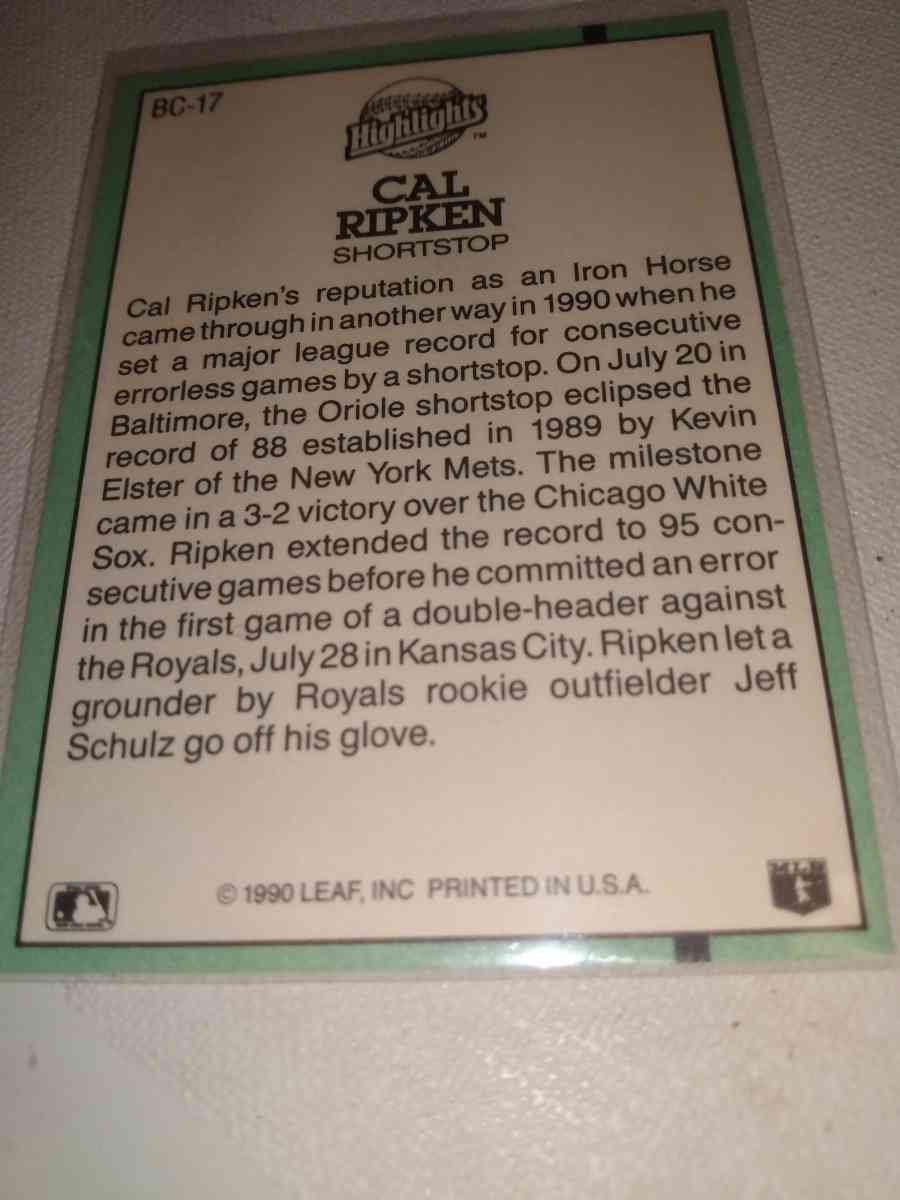 BC-17
Highlights™
CAL
RIPKEN
SHORTSTOP
Cal Ripken's reputation as an Iron Horse
came through in another way in 1990 when he
set a major league record for consecutive
errorless games by a shortstop. On July 20 in
Baltimore, the Oriole shortstop eclipsed the
record of 88 established in 1989 by Kevin
Elster of the New York Mets. The milestone
came in a 3-2 victory over the Chicago White
Sox. Ripken extended the record to 95 con-
secutive games before he committed an error
in the first game of a double-header against
the Royals, July 28 in Kansas City. Ripken let a
grounder by Royals rookie outfielder Jeff
Schulz go off his glove.
© 1990 LEAF, INC PRINTED IN U.S.A.